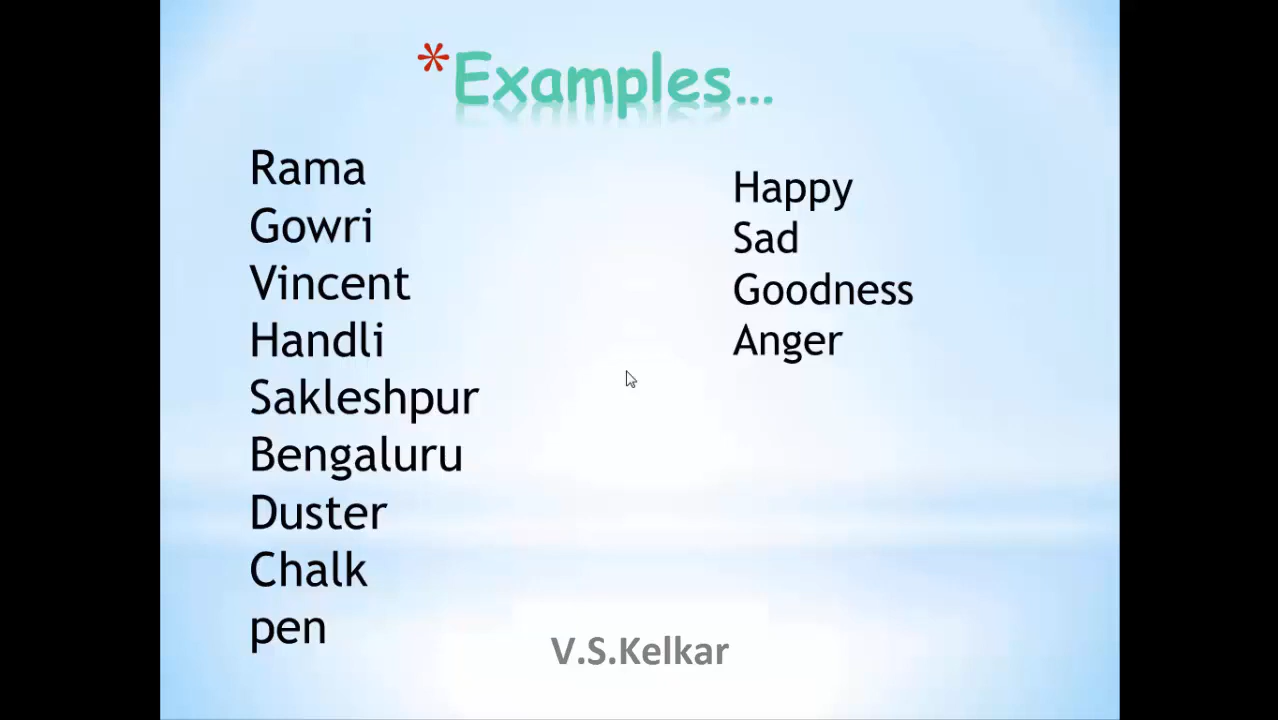 *Examples...
Rama
Gowri
Vincent
Handli
Sakleshpur
Bengaluru
Duster
Chalk
pen
Happy
Sad
Goodness
Anger
V.S.Kelkar